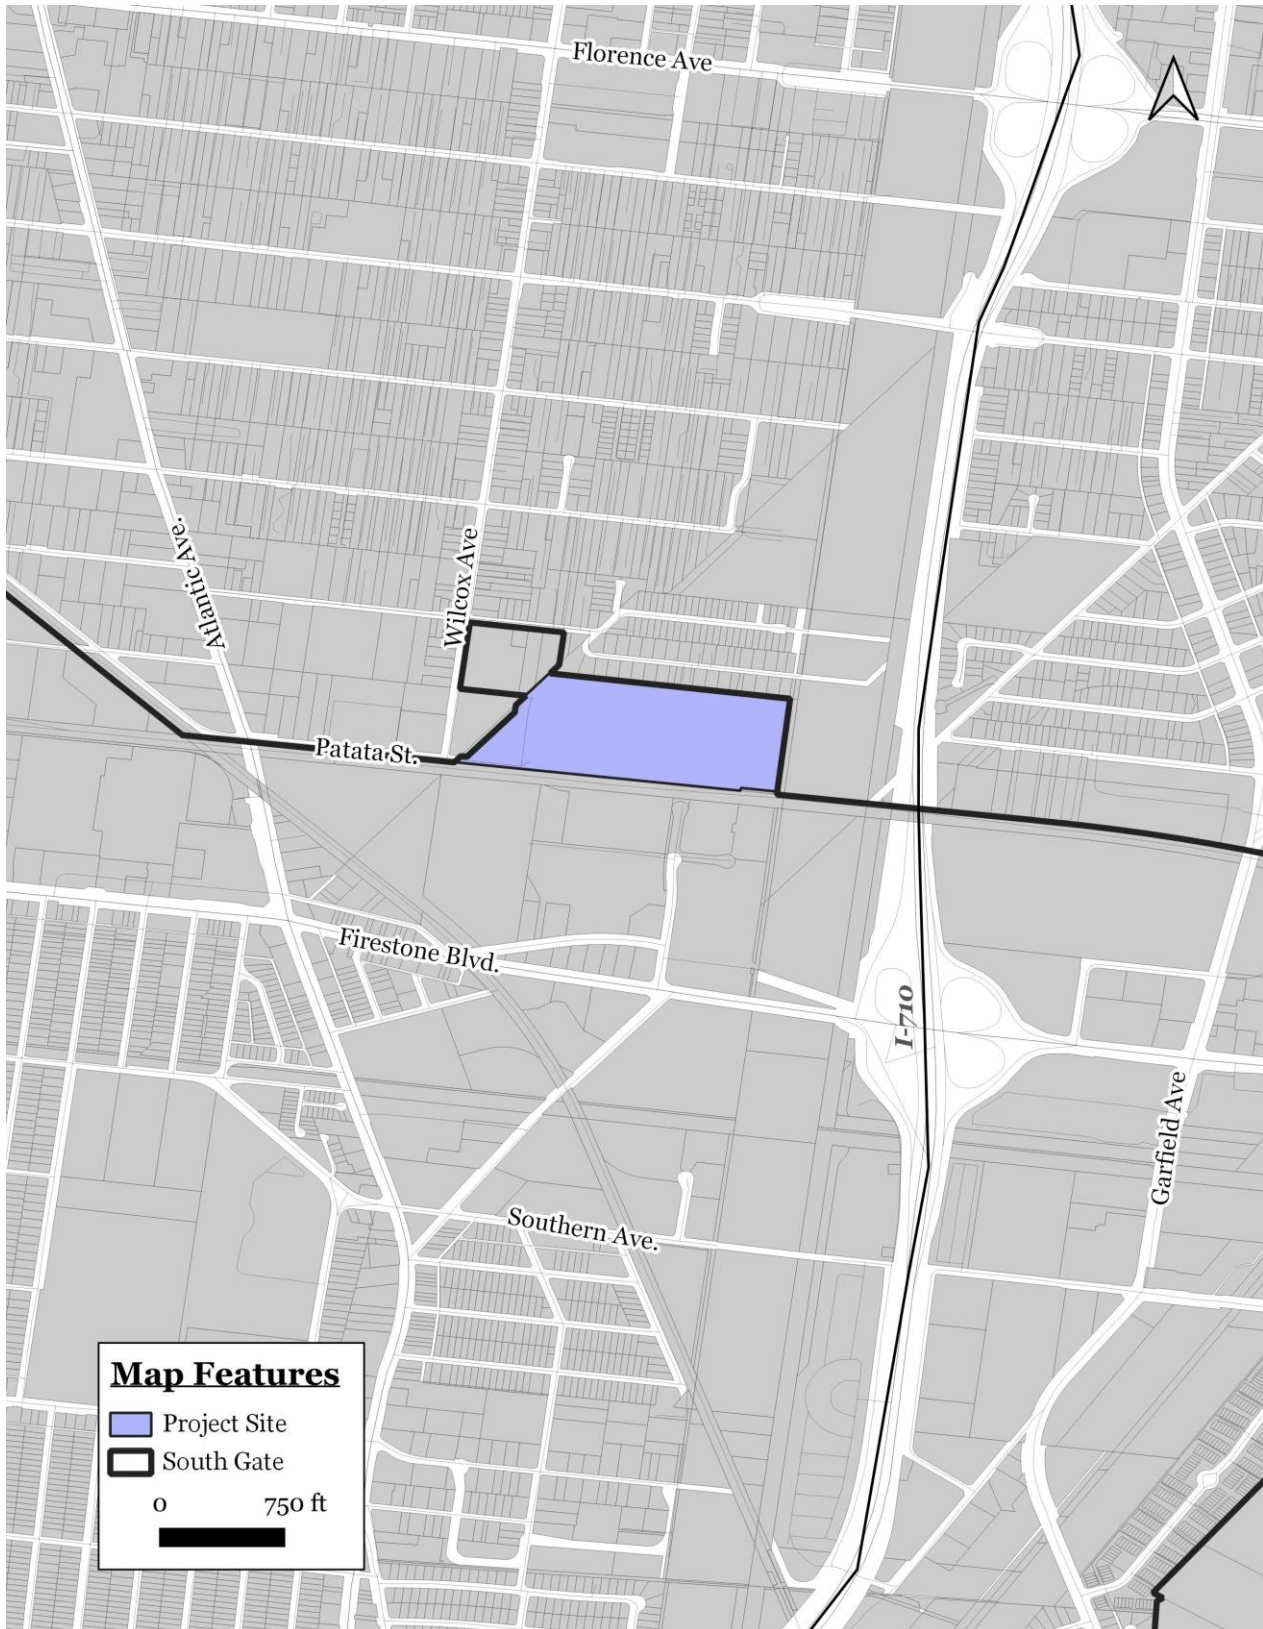 Florence Ave
Atlantic Ave.
Wilcox Ave
Patata St.
Firestone Blvd.
I-710
Garfield Ave
Southern Ave.
Map Features
Project Site
South Gate
0 750 ft